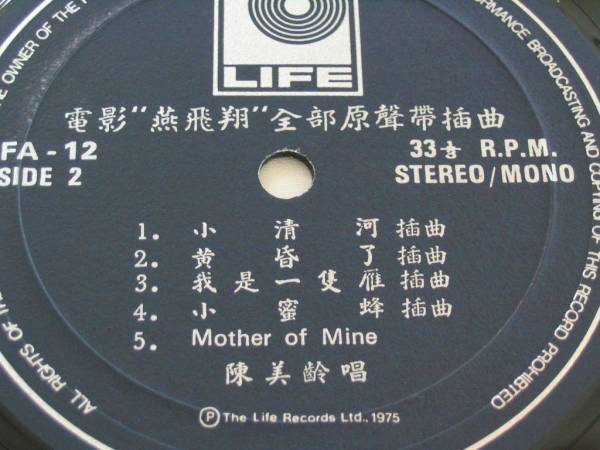 LIFE
電影"燕飛翔"全部原聲帶插曲
FA - 12
SIDE 2
33⅓ R.P.M.
STEREO/MONO
1. 小清河 插曲
2. 黄昏了 插曲
3. 我是一隻雁 插曲
4. 小蜜蜂 插曲
5. Mother of Mine
陳美齡唱
Ⓟ The Life Records Ltd., 1975
ALL RIGHTS OF
E OWNER OF THE
FORMANCE BROADCASTING AND COPYING OF THIS RECORD PROHIBITED